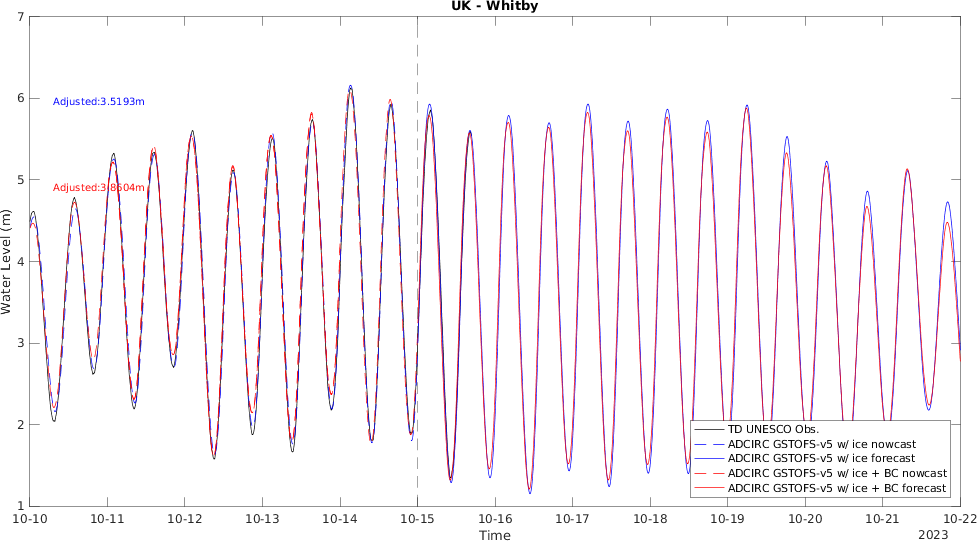 UK - Whitby
7
6
5
4
3
2
1
Water Level (m)
Adjusted:3.5193m
Adjusted:3.8604m
TD UNESCO Obs.
ADCIRC GSTOFS-v5 w/ ice nowcast
ADCIRC GSTOFS-v5 w/ ice forecast
ADCIRC GSTOFS-v5 w/ ice + BC nowcast
ADCIRC GSTOFS-v5 w/ ice + BC forecast
10-10 10-11 10-12 10-13 10-14 10-15 10-16 10-17 10-18 10-19 10-20 10-21 10-22
Time
2023